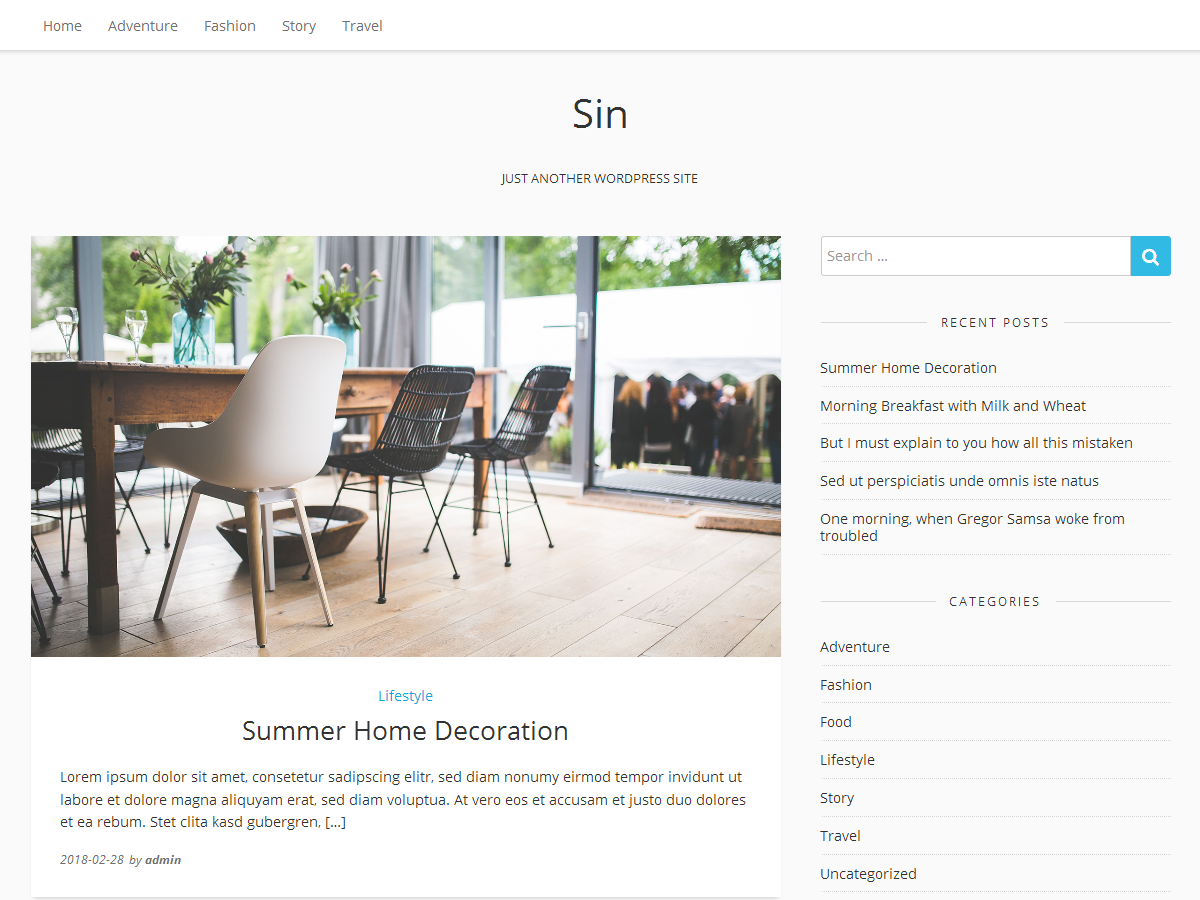 Home Adventure Fashion Story Travel
Sin
JUST ANOTHER WORDPRESS SITE
Lifestyle
Summer Home Decoration
Lorem ipsum dolor sit amet, consetetur sadipscing elitr, sed diam nonumy eirmod tempor invidunt ut
labore et dolore magna aliquyam erat, sed diam voluptua. At vero eos et accusam et justo duo dolores
et ea rebum. Stet clita kasd gubergren, [...]
2018-02-28 by admin
Search ...
RECENT POSTS
Summer Home Decoration
Morning Breakfast with Milk and Wheat
But I must explain to you how all this mistaken
Sed ut perspiciatis unde omnis iste natus
One morning, when Gregor Samsa woke from
troubled
CATEGORIES
Adventure
Fashion
Food
Lifestyle
Story
Travel
Uncategorized